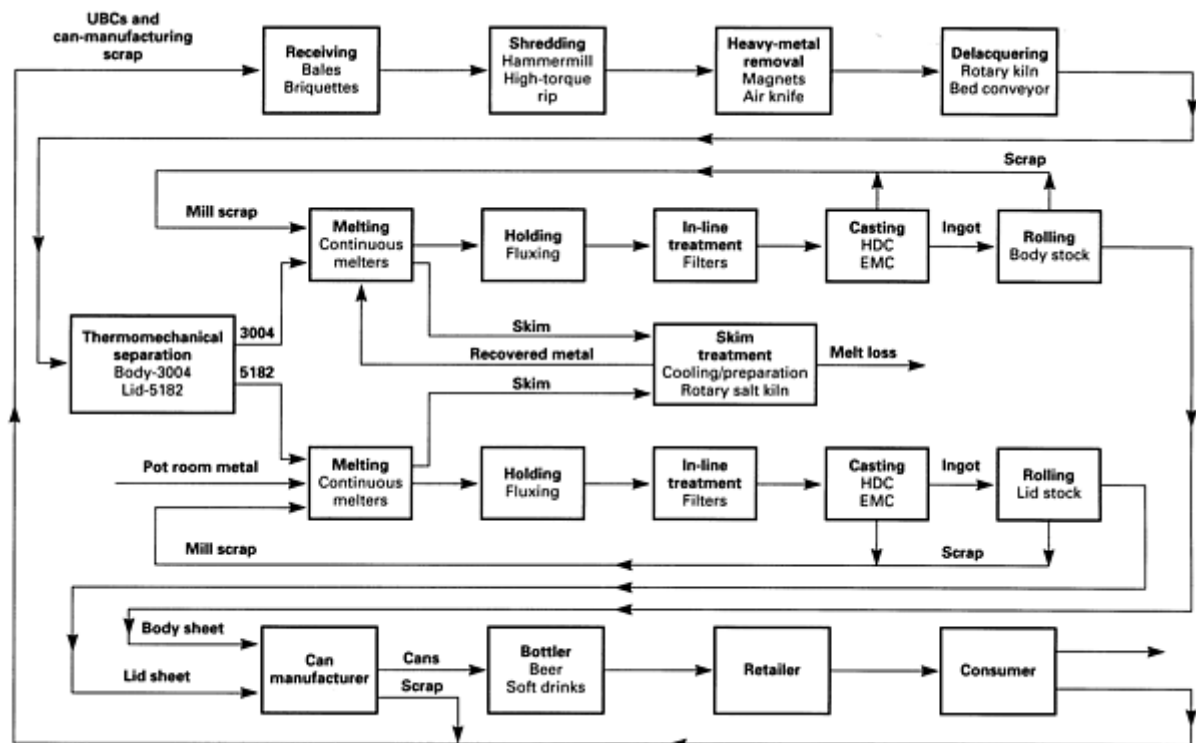 UBCs and
can-manufacturing
scrap
Receiving
Bales
Briquettes
Shredding
Hammermill
High-torque
rip
Heavy-metal
removal
Magnets
Air knife
Delacquering
Rotary kiln
Bed conveyor
Scrap
Mill scrap
Melting
Continuous
melters
Holding
Fluxing
In-line
treatment
Filters
Casting
HDC
EMC
Ingot
Rolling
Body stock
Thermomechanical
separation
Body-3004
Lid-5182
3004
5182
Skim
Recovered metal
Skim
Skim
treatment
Cooling/preparation
Rotary salt kiln
Melt loss
Pot room metal
Melting
Continuous
melters
Holding
Fluxing
In-line
treatment
Filters
Casting
HDC
EMC
Ingot
Rolling
Lid stock
Mill scrap
Scrap
Body sheet
Lid sheet
Can
manufacturer
Cans
Scrap
Bottler
Beer
Soft drinks
Retailer
Consumer